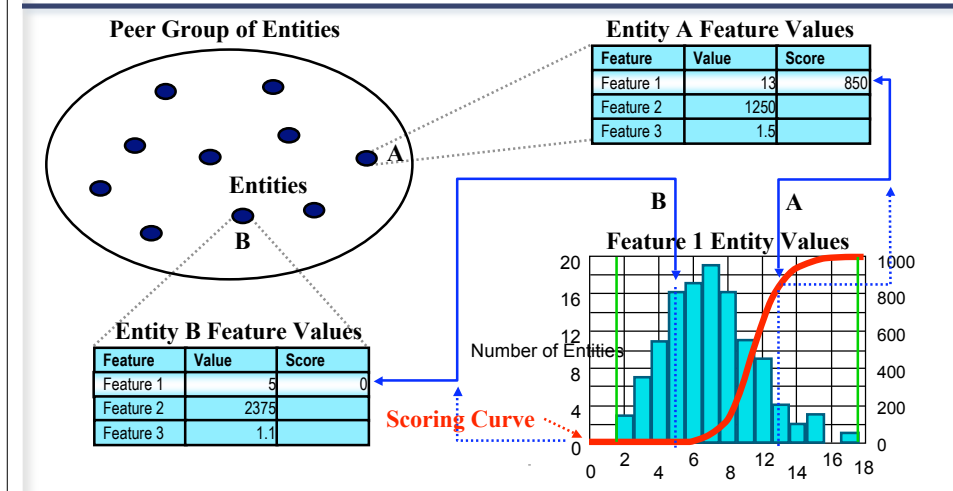 Peer Group of Entities
Entities
A
B
Entity A Feature Values
Feature Value Score
Feature 1 13 850
Feature 2 1250
Feature 3 1.5
B A
Entity B Feature Values
Feature Value Score
Feature 1 5 0
Feature 2 2375
Feature 3 1.1
Feature 1 Entity Values
Number of Entities
Scoring Curve
20
16
12
8
4
0
1000
800
600
400
200
0
0 2 4 6 8 12 14 16 18